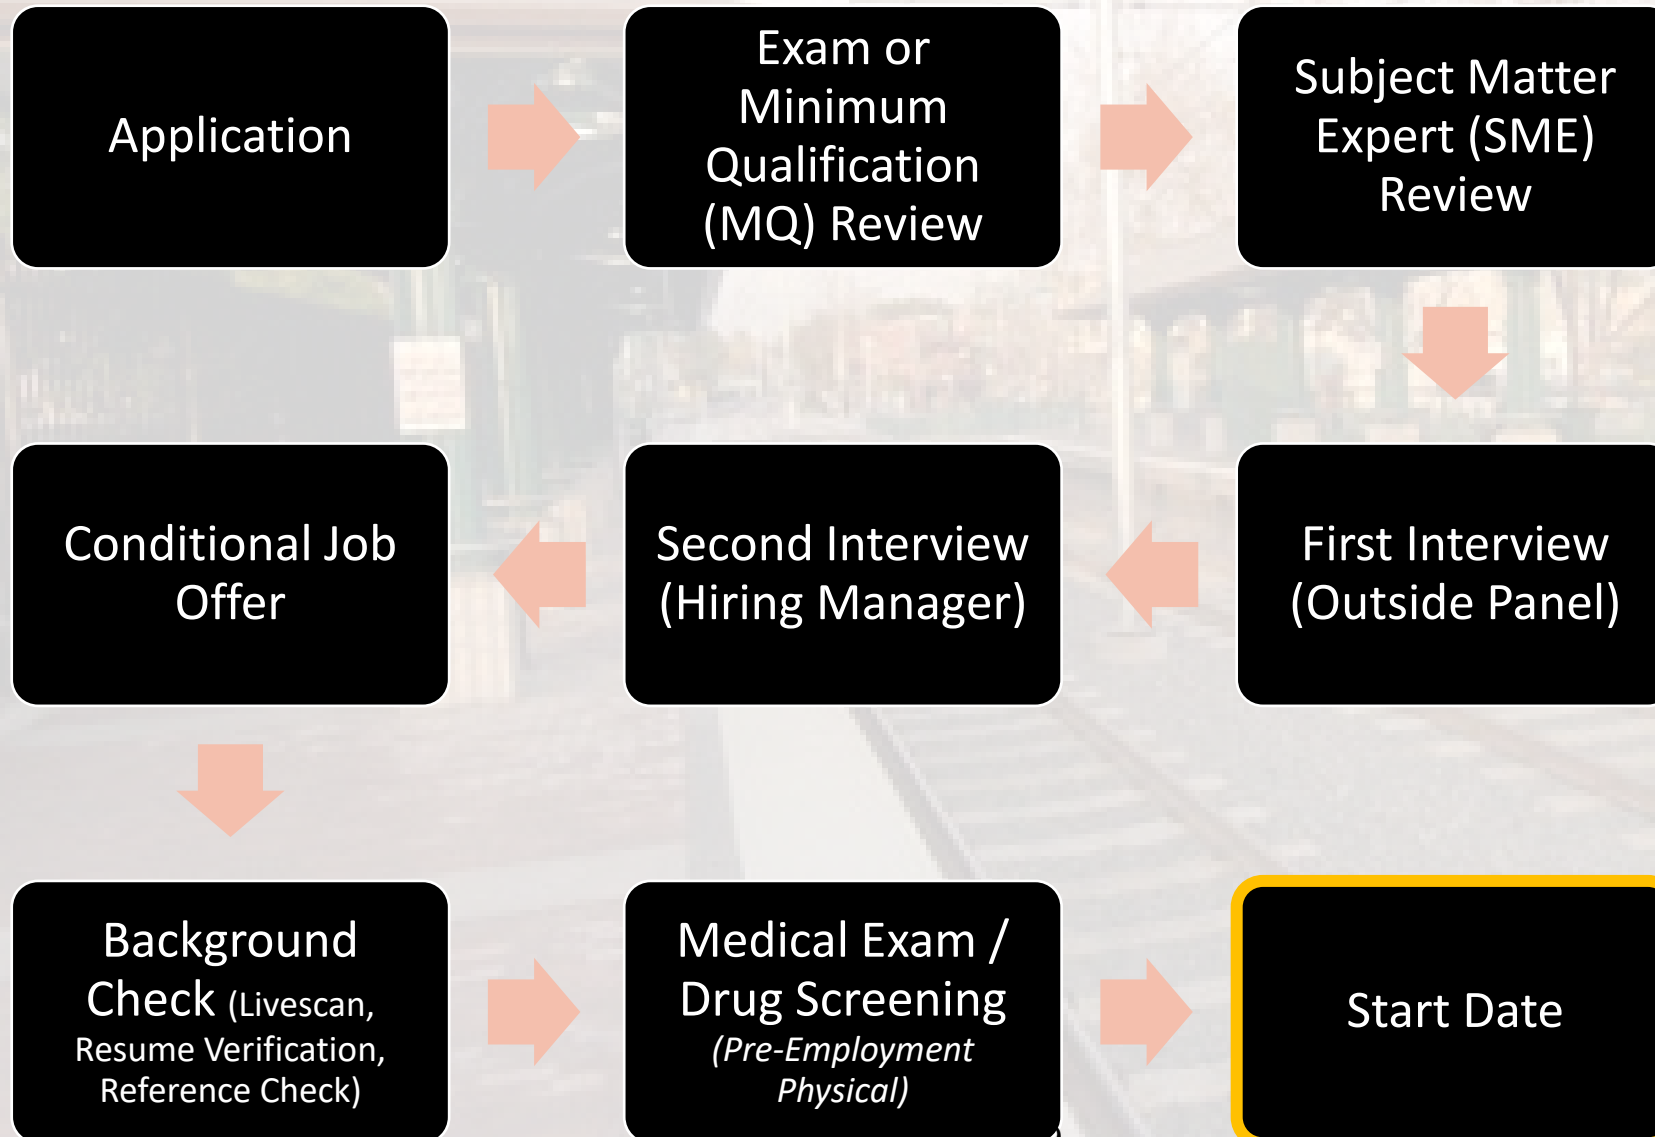 Application
Exam or
Minimum
Qualification
(MQ) Review
Subject Matter
Expert (SME)
Review
First Interview
(Outside Panel)
Second Interview
(Hiring Manager)
Conditional Job
Offer
Background
Check (Livescan,
Resume Verification,
Reference Check)
Medical Exam /
Drug Screening
(Pre-Employment
Physical)
Start Date